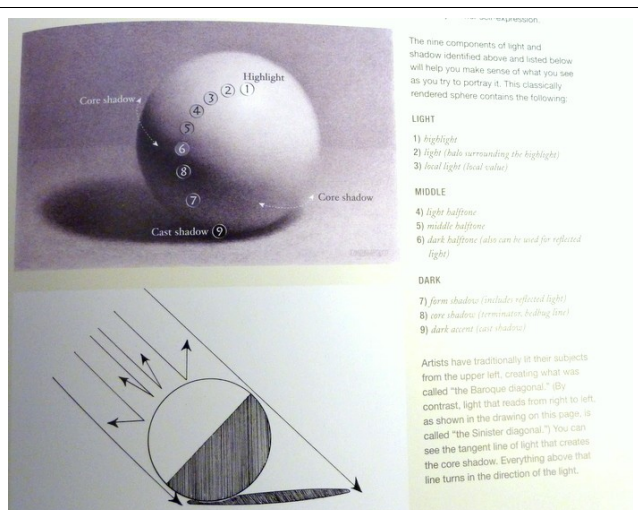 Highlight
1
2
3
Core shadow
4
5
6
8
7
Core shadow
Cast shadow 9
self-expression.
The nine components of light and
shadow identified above and listed below
will help you make sense of what you see
as you try to portray it. This classically
rendered sphere contains the following:
LIGHT
1) highlight
2) light (halo surrounding the highlight)
3) local light (local value)
MIDDLE
4) light halftone
5) middle halftone
6) dark halftone (also can be used for reflected
light)
DARK
7) form shadow (includes reflected light)
8) core shadow (terminator, bedbug line)
9) dark accent (cast shadow)
Artists have traditionally lit their subjects
from the upper left, creating what was
called "the Baroque diagonal." (By
contrast, light that reads from right to left,
as shown in the drawing on this page, is
called "the Sinister diagonal.") You can
see the tangent line of light that creates
the core shadow. Everything above that
line turns in the direction of the light.